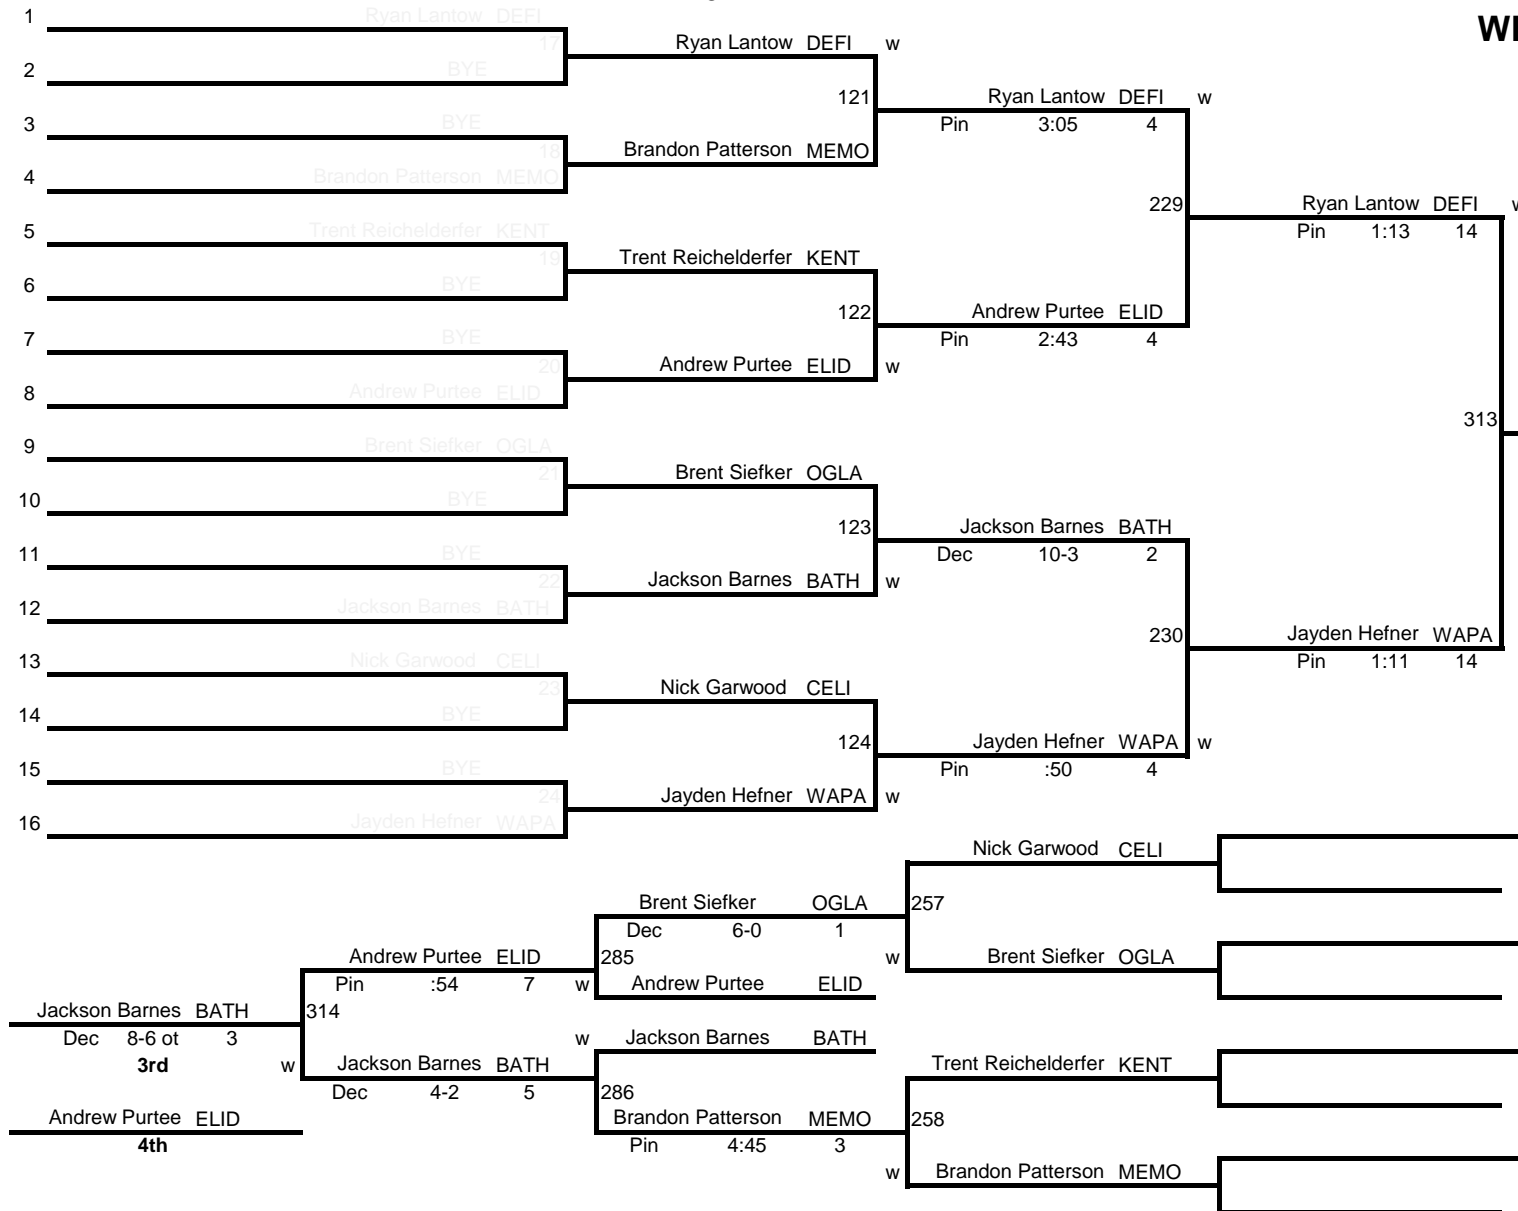 1 Ryan Lantow DEFI
WI
17 Ryan Lantow DEFI w
2 BYE
121 Ryan Lantow DEFI w
3 BYE
Pin 3:05 4
18 Brandon Patterson MEMO
4 Brandon Patterson MEMO
229 Ryan Lantow DEFI w
5 Trent Reichelderfer KENT
Pin 1:13 14
19 Trent Reichelderfer KENT
6 BYE
122 Andrew Purtee ELID
7 BYE
Pin 2:43 4
20 Andrew Purtee ELID w
8 Andrew Purtee ELID
313
9 Brent Siefker OGLA
21 Brent Siefker OGLA
10 BYE
123 Jackson Barnes BATH
11 BYE
Dec 10-3 2
22 Jackson Barnes BATH w
12 Jackson Barnes BATH
230 Jayden Hefner WAPA
13 Nick Garwood CELI
Pin 1:11 14
23 Nick Garwood CELI
14 BYE
124 Jayden Hefner WAPA w
15 BYE
Pin :50 4
24 Jayden Hefner WAPA w
16 Jayden Hefner WAPA
Nick Garwood CELI
Brent Siefker OGLA 257
Dec 6-0 1
Andrew Purtee ELID 285 w Brent Siefker OGLA
Pin :54 7 w Andrew Purtee ELID
Jackson Barnes BATH 314
Dec 8-6 ot 3 w Jackson Barnes BATH
3rd w Jackson Barnes BATH Trent Reichelderfer KENT
Dec 4-2 5 286
Andrew Purtee ELID Brandon Patterson MEMO 258
4th Pin 4:45 3
w Brandon Patterson MEMO